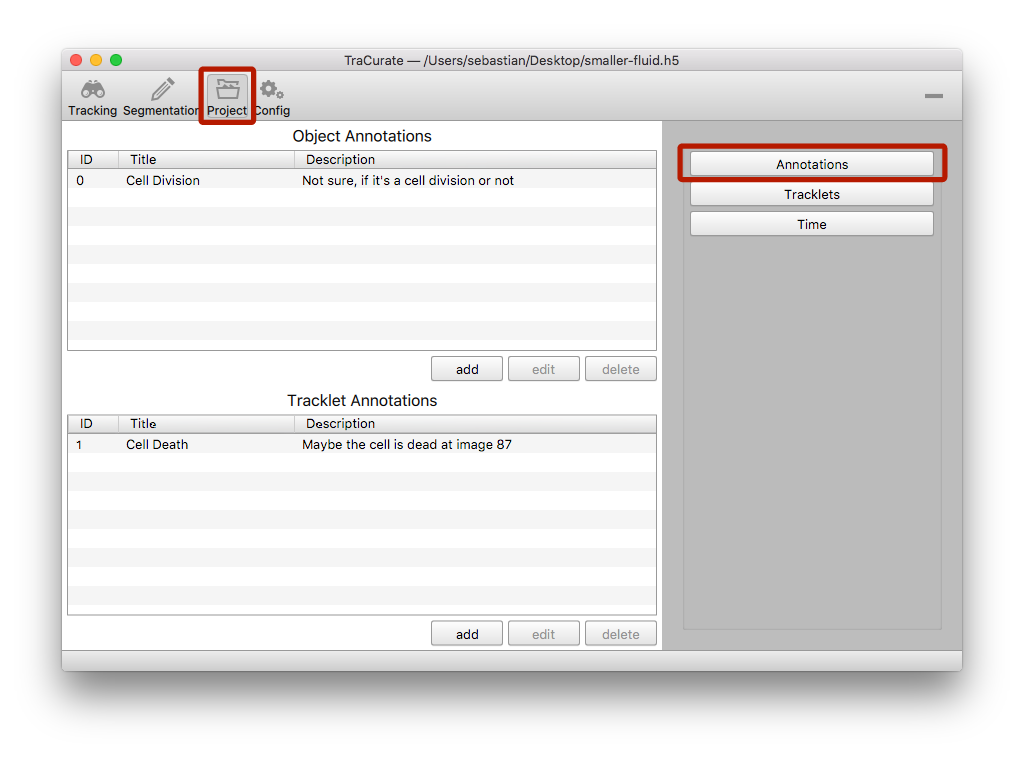 TraCurate — /Users/sebastian/Desktop/smaller-fluid.h5
Tracking Segmentation Project Config
Object Annotations
ID Title Description
0 Cell Division Not sure, if it's a cell division or not
add edit delete
Tracklet Annotations
ID Title Description
1 Cell Death Maybe the cell is dead at image 87
add edit delete
Annotations
Tracklets
Time